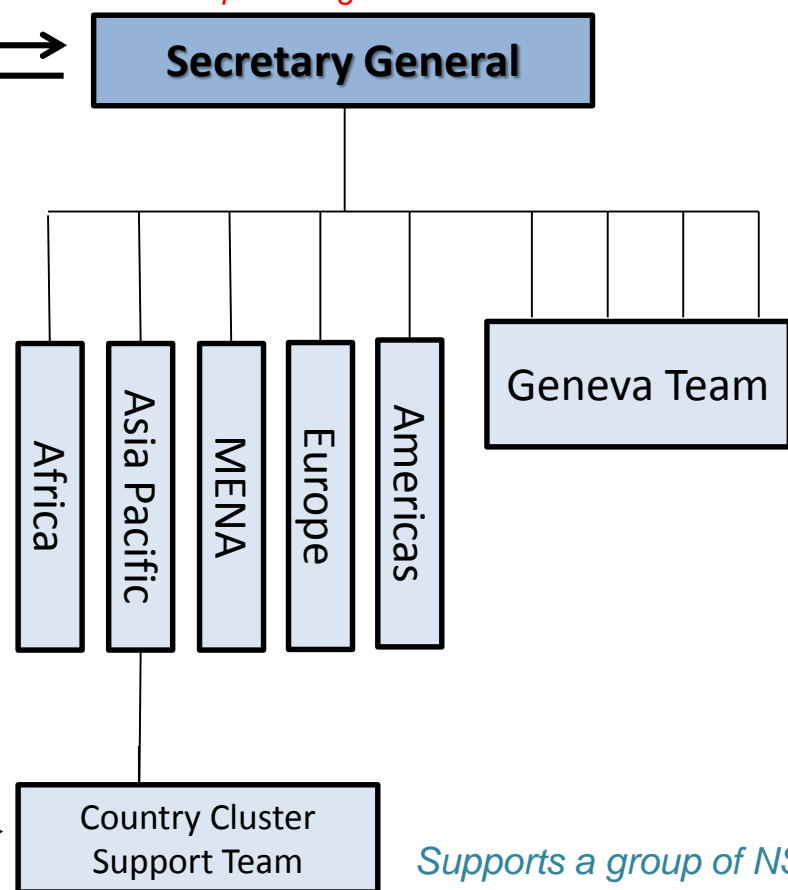 Secretary General
Africa
Asia Pacific
MENA
Europe
Americas
Geneva Team
Country Cluster
Support Team
Supports a group of